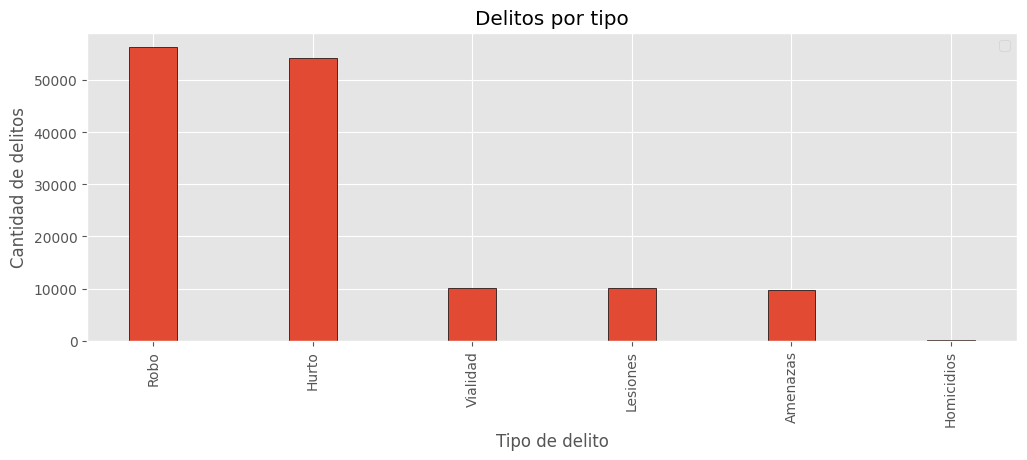 Delitos por tipo
Cantidad de delitos
50000
40000
30000
20000
10000
0
Robo
Hurto
Vialidad
Lesiones
Amenazas
Homicidios
Tipo de delito